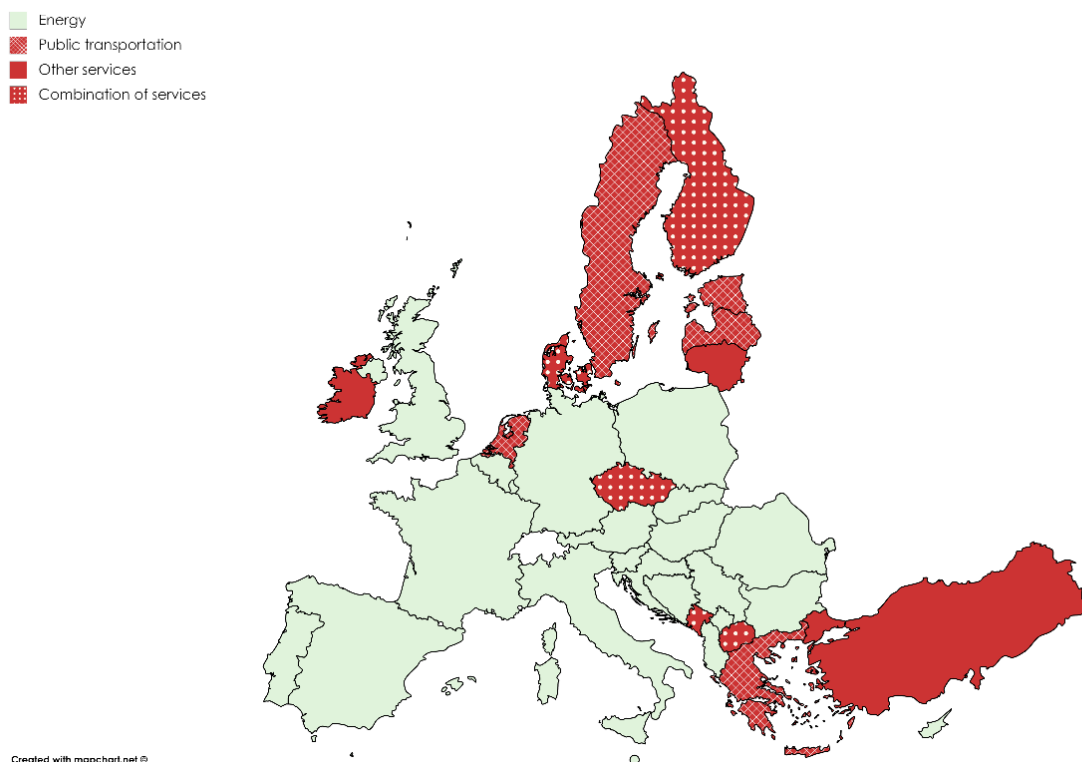 Energy
Public transportation
Other services
Combination of services
Created with mapchart.net ©